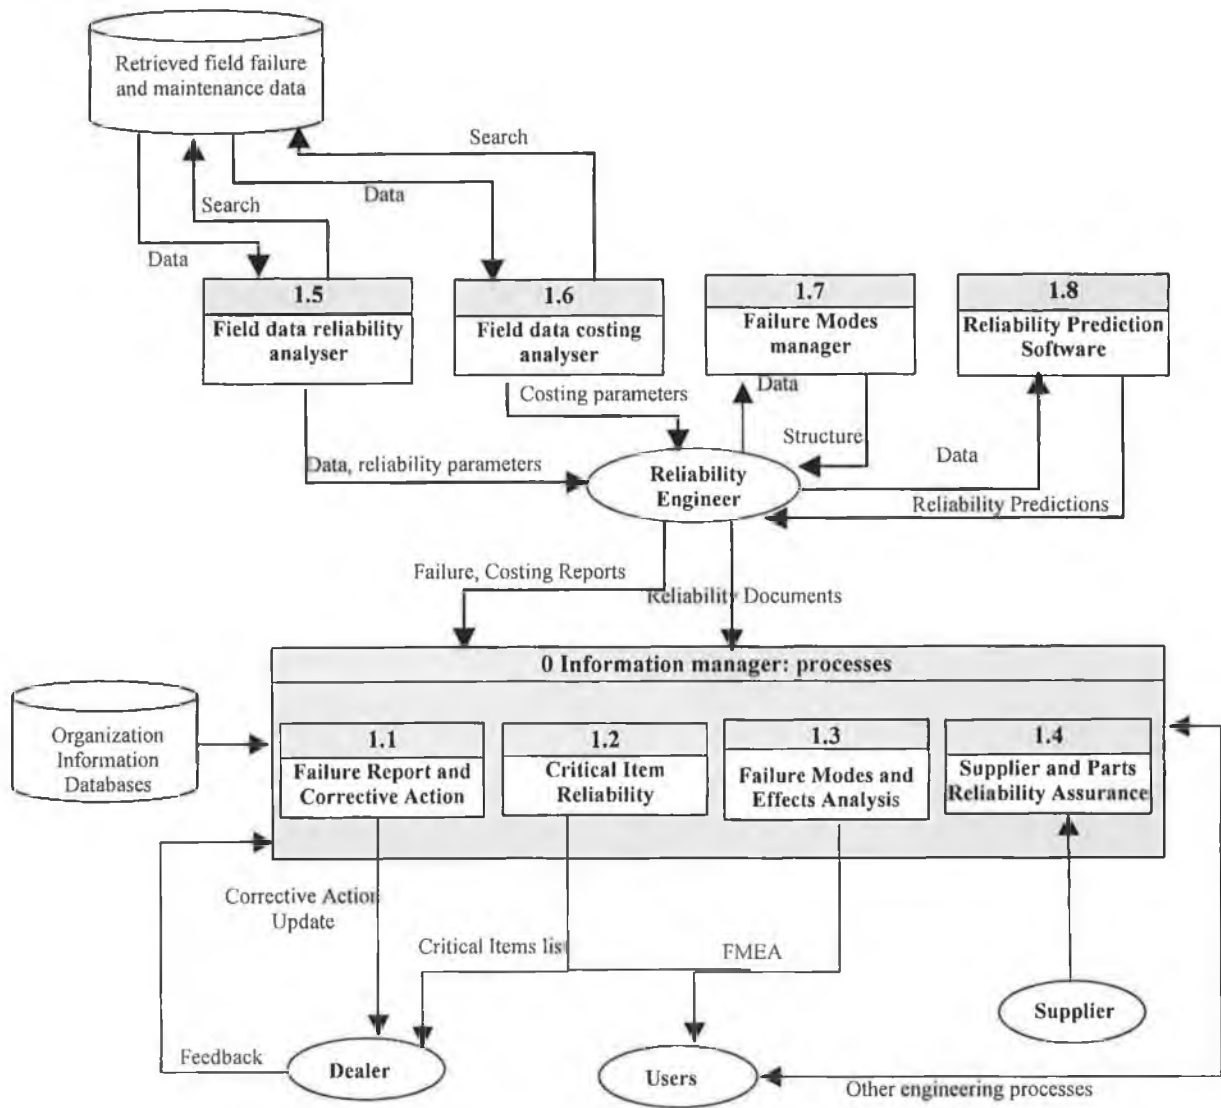 Retrieved field failure
and maintenance data
Search
Data
Search
Data
1.5
Field data reliability
analyser
1.6
Field data costing
analyser
1.7
Failure Modes
manager
1.8
Reliability Prediction
Software
Costing parameters
Data
Structure
Data
Data, reliability parameters
Reliability
Engineer
Reliability Predictions
Failure, Costing Reports
Reliability Documents
0 Information manager: processes
Organization
Information
Databases
1.1
Failure Report and
Corrective Action
1.2
Critical Item
Reliability
1.3
Failure Modes and
Effects Analysis
1.4
Supplier and Parts
Reliability Assurance
Corrective Action
Update
Critical Items list
FMEA
Supplier
Feedback
Dealer
Users
Other engineering processes